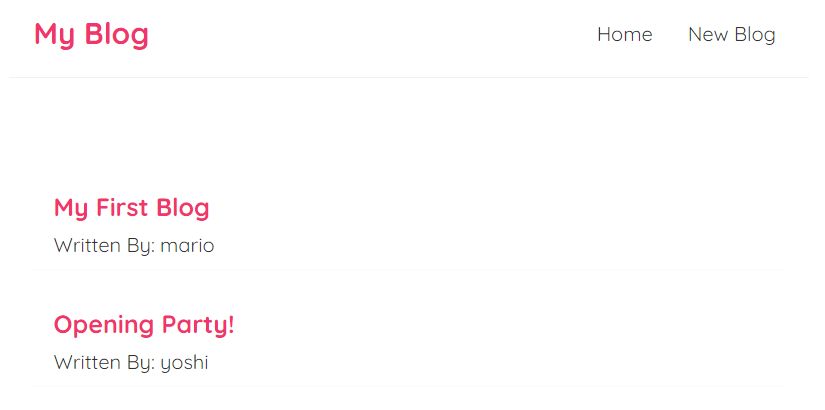 My Blog
Home New Blog
My First Blog
Written By: mario
Opening Party!
Written By: yoshi